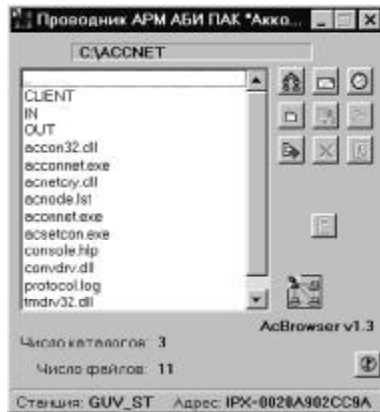 Проводник АРМ АБИ ПАК "Акко...
C:\ACCNET
..
CLIENT
IN
OUT
accon32.dll
acconnet.exe
acnetcry.dll
acnode.lst
aconnet.exe
acsetcon.exe
console.hlp
convdrv.dll
protocol.log
tmdrv32.dll
AcBrowser v1.3
Число каталогов: 3
Число файлов: 11
Станция: GUV_ST Адрес: IPX-0020A902CC9A